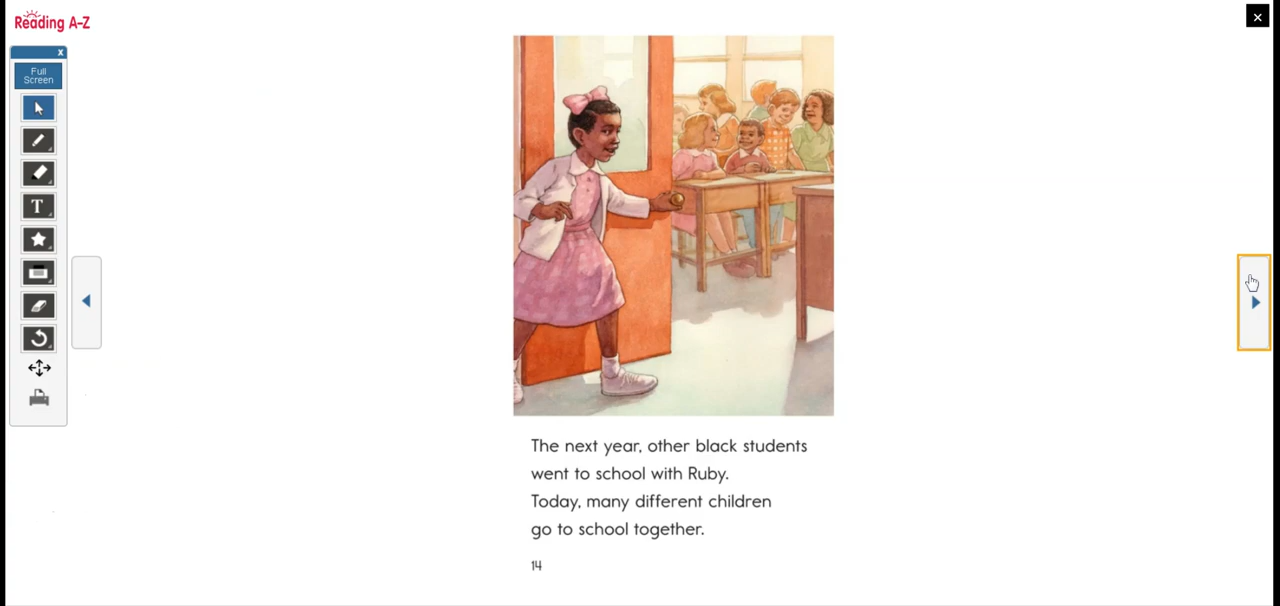 Reading A-Z
x
Full
Screen
T
The next year, other black students
went to school with Ruby.
Today, many different children
go to school together.
14